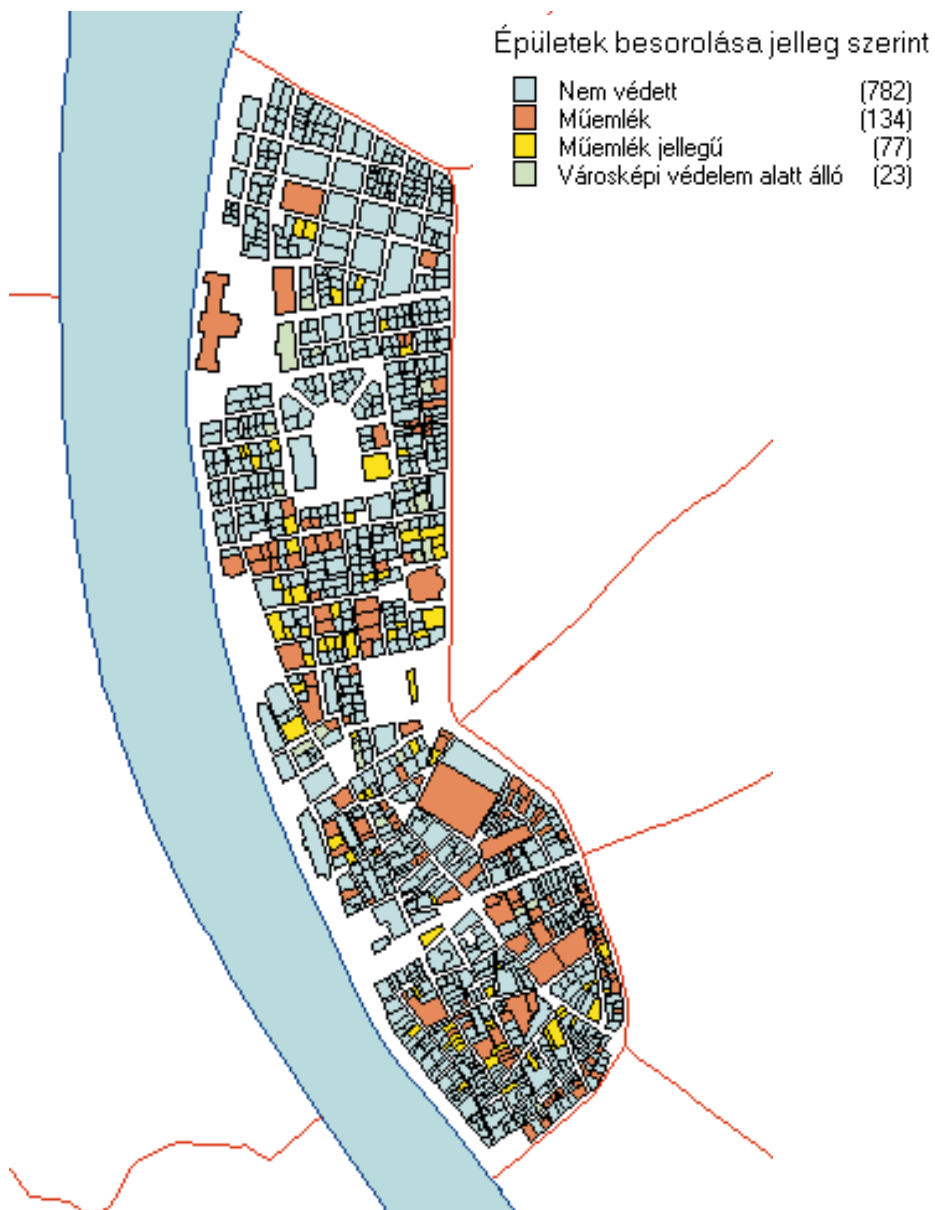 Épületek besorolása jelleg szerint
Nem védett (782)
Műemlék (134)
Műemlék jellegű (77)
Városképi védelem alatt álló (23)